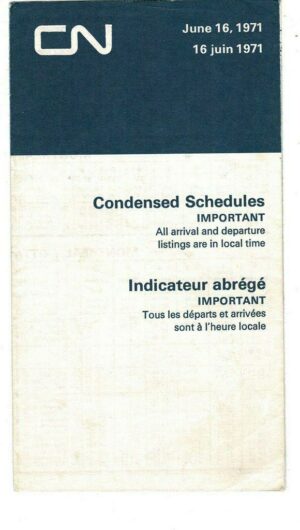 CN
June 16, 1971
16 juin 1971
Condensed Schedules
IMPORTANT
All arrival and departure
listings are in local time
Indicateur abrégé
IMPORTANT
Tous les départs et arrivées
sont à l'heure locale